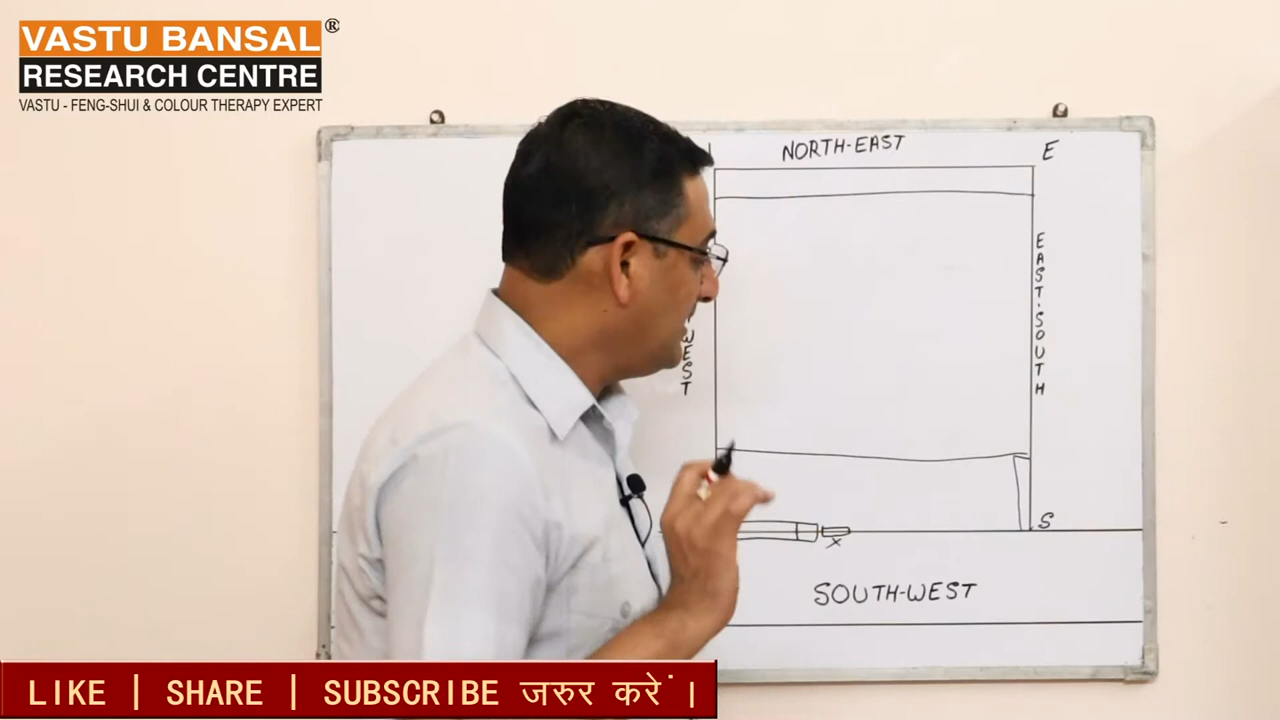 VASTU BANSAL®
RESEARCH CENTRE
VASTU - FENG-SHUI & COLOUR THERAPY EXPERT
NORTH-EAST
E
EAST-SOUTH
WEST
S
X
SOUTH-WEST
LIKE | SHARE | SUBSCRIBE जरुर करें ।